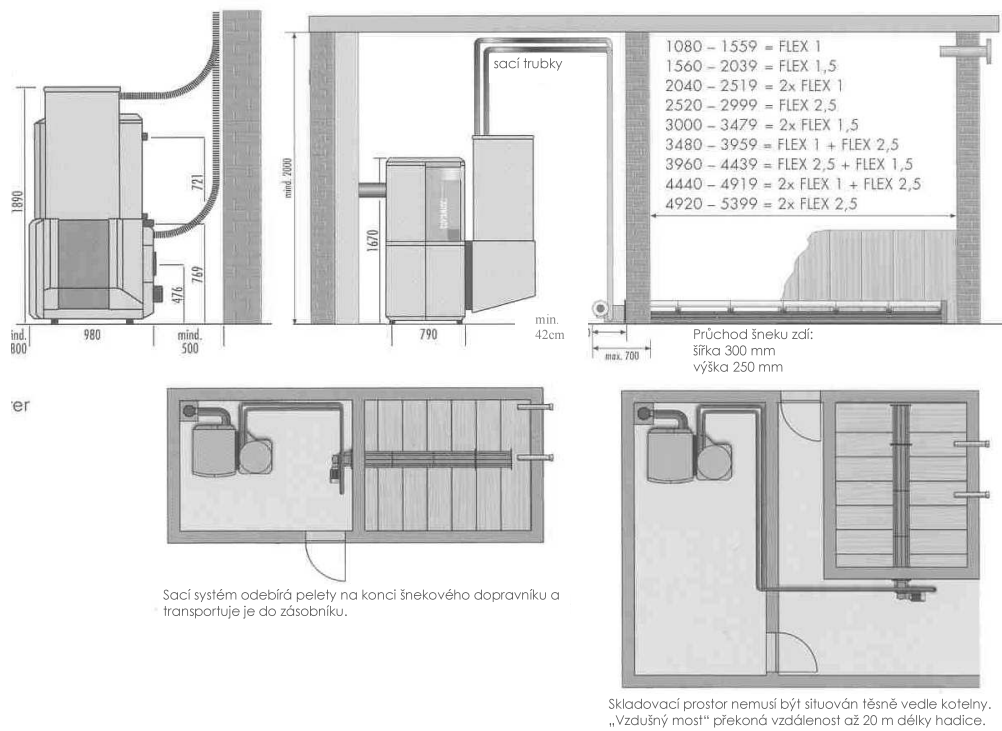 sací trubky
1080 – 1559 = FLEX 1
1560 – 2039 = FLEX 1,5
2040 – 2519 = 2x FLEX 1
2520 – 2999 = FLEX 2,5
3000 – 3479 = 2x FLEX 1,5
3480 – 3959 = FLEX 1 + FLEX 2,5
3960 – 4439 = FLEX 2,5 + FLEX 1,5
4440 – 4919 = 2x FLEX 1 + FLEX 2,5
4920 – 5399 = 2x FLEX 2,5
1890
721
769
476
mind. 2000
1670
mind.
800
980
mind.
500
790
min.
42cm
max. 700
Průchod šneku zdí:
šířka 300 mm
výška 250 mm
er
Sací systém odebírá pelety na konci šnekového dopravníku a
transportuje je do zásobníku.
Skladovací prostor nemusí být situován těsně vedle kotelny.
„Vzdušný most“ překoná vzdálenost až 20 m délky hadice.